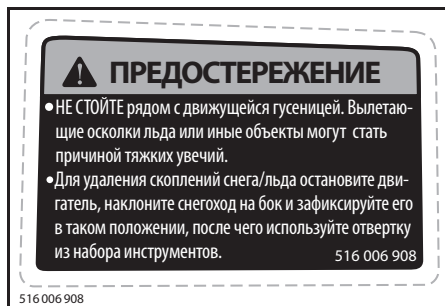 ПРЕДОСТЕРЕЖЕНИЕ
•НЕ СТОЙТЕ рядом с движущейся гусеницей. Вылетаю-
щие осколки льда или иные объекты могут стать
причиной тяжких увечий.
•Для удаления скоплений снега/льда остановите дви-
гатель, наклоните снегоход на бок и зафиксируйте его
в таком положении, после чего используйте отвертку
из набора инструментов. 516 006 908
516 006 908